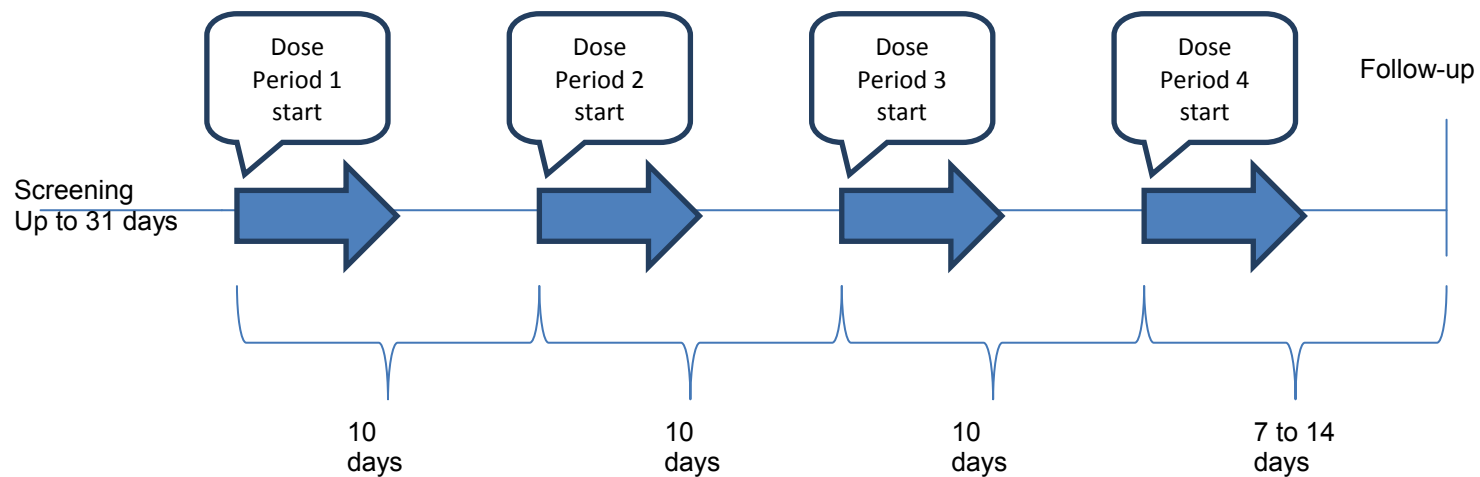 Dose
Period 1
start
Dose
Period 2
start
Dose
Period 3
start
Dose
Period 4
start
Follow-up
Screening
Up to 31 days
10
days
10
days
10
days
7 to 14
days